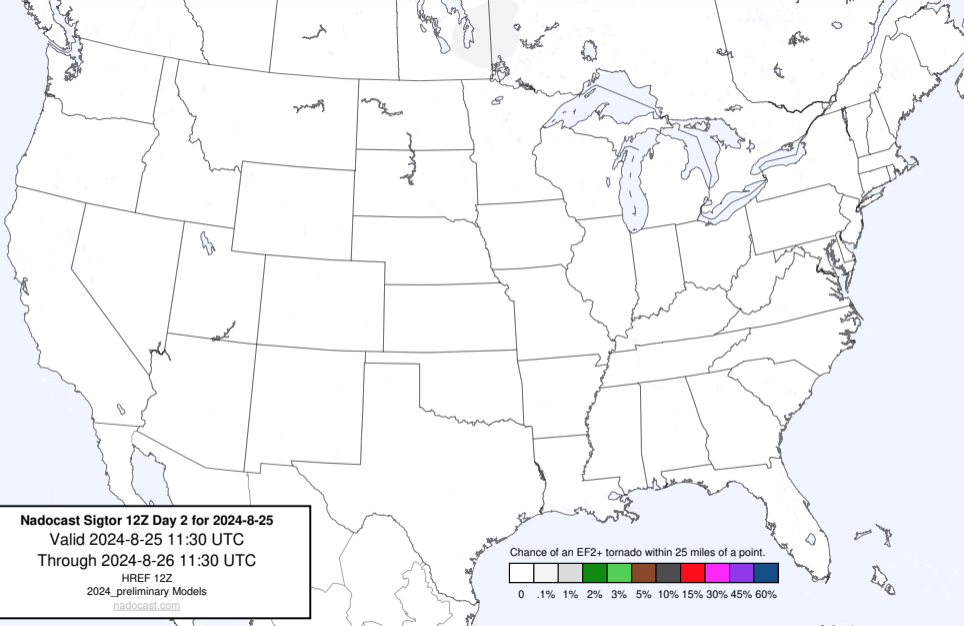 Nadocast Sigtor 12Z Day 2 for 2024-8-25
Valid 2024-8-25 11:30 UTC
Through 2024-8-26 11:30 UTC
HREF 12Z
2024_preliminary Models
nadocast.com
Chance of an EF2+ tornado within 25 miles of a point.
0 .1% 1% 2% 3% 5% 10% 15% 30% 45% 60%